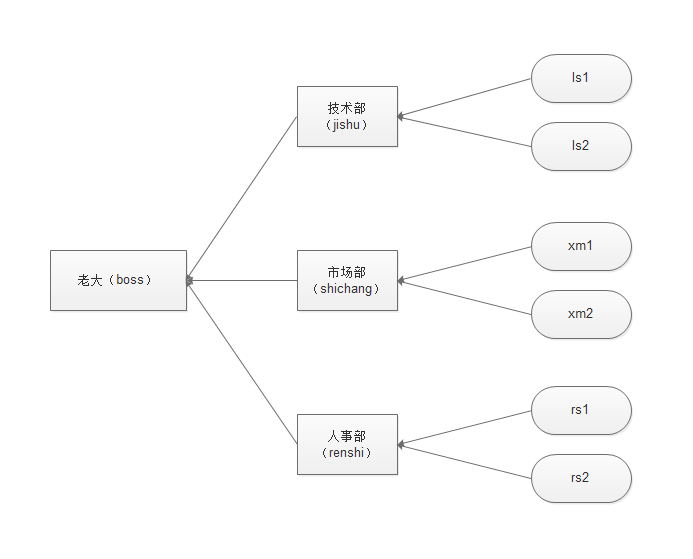 ls1
技术部
（jishu）
ls2
xm1
老大（boss）
市场部
（shichang）
xm2
rs1
人事部
（renshi）
rs2